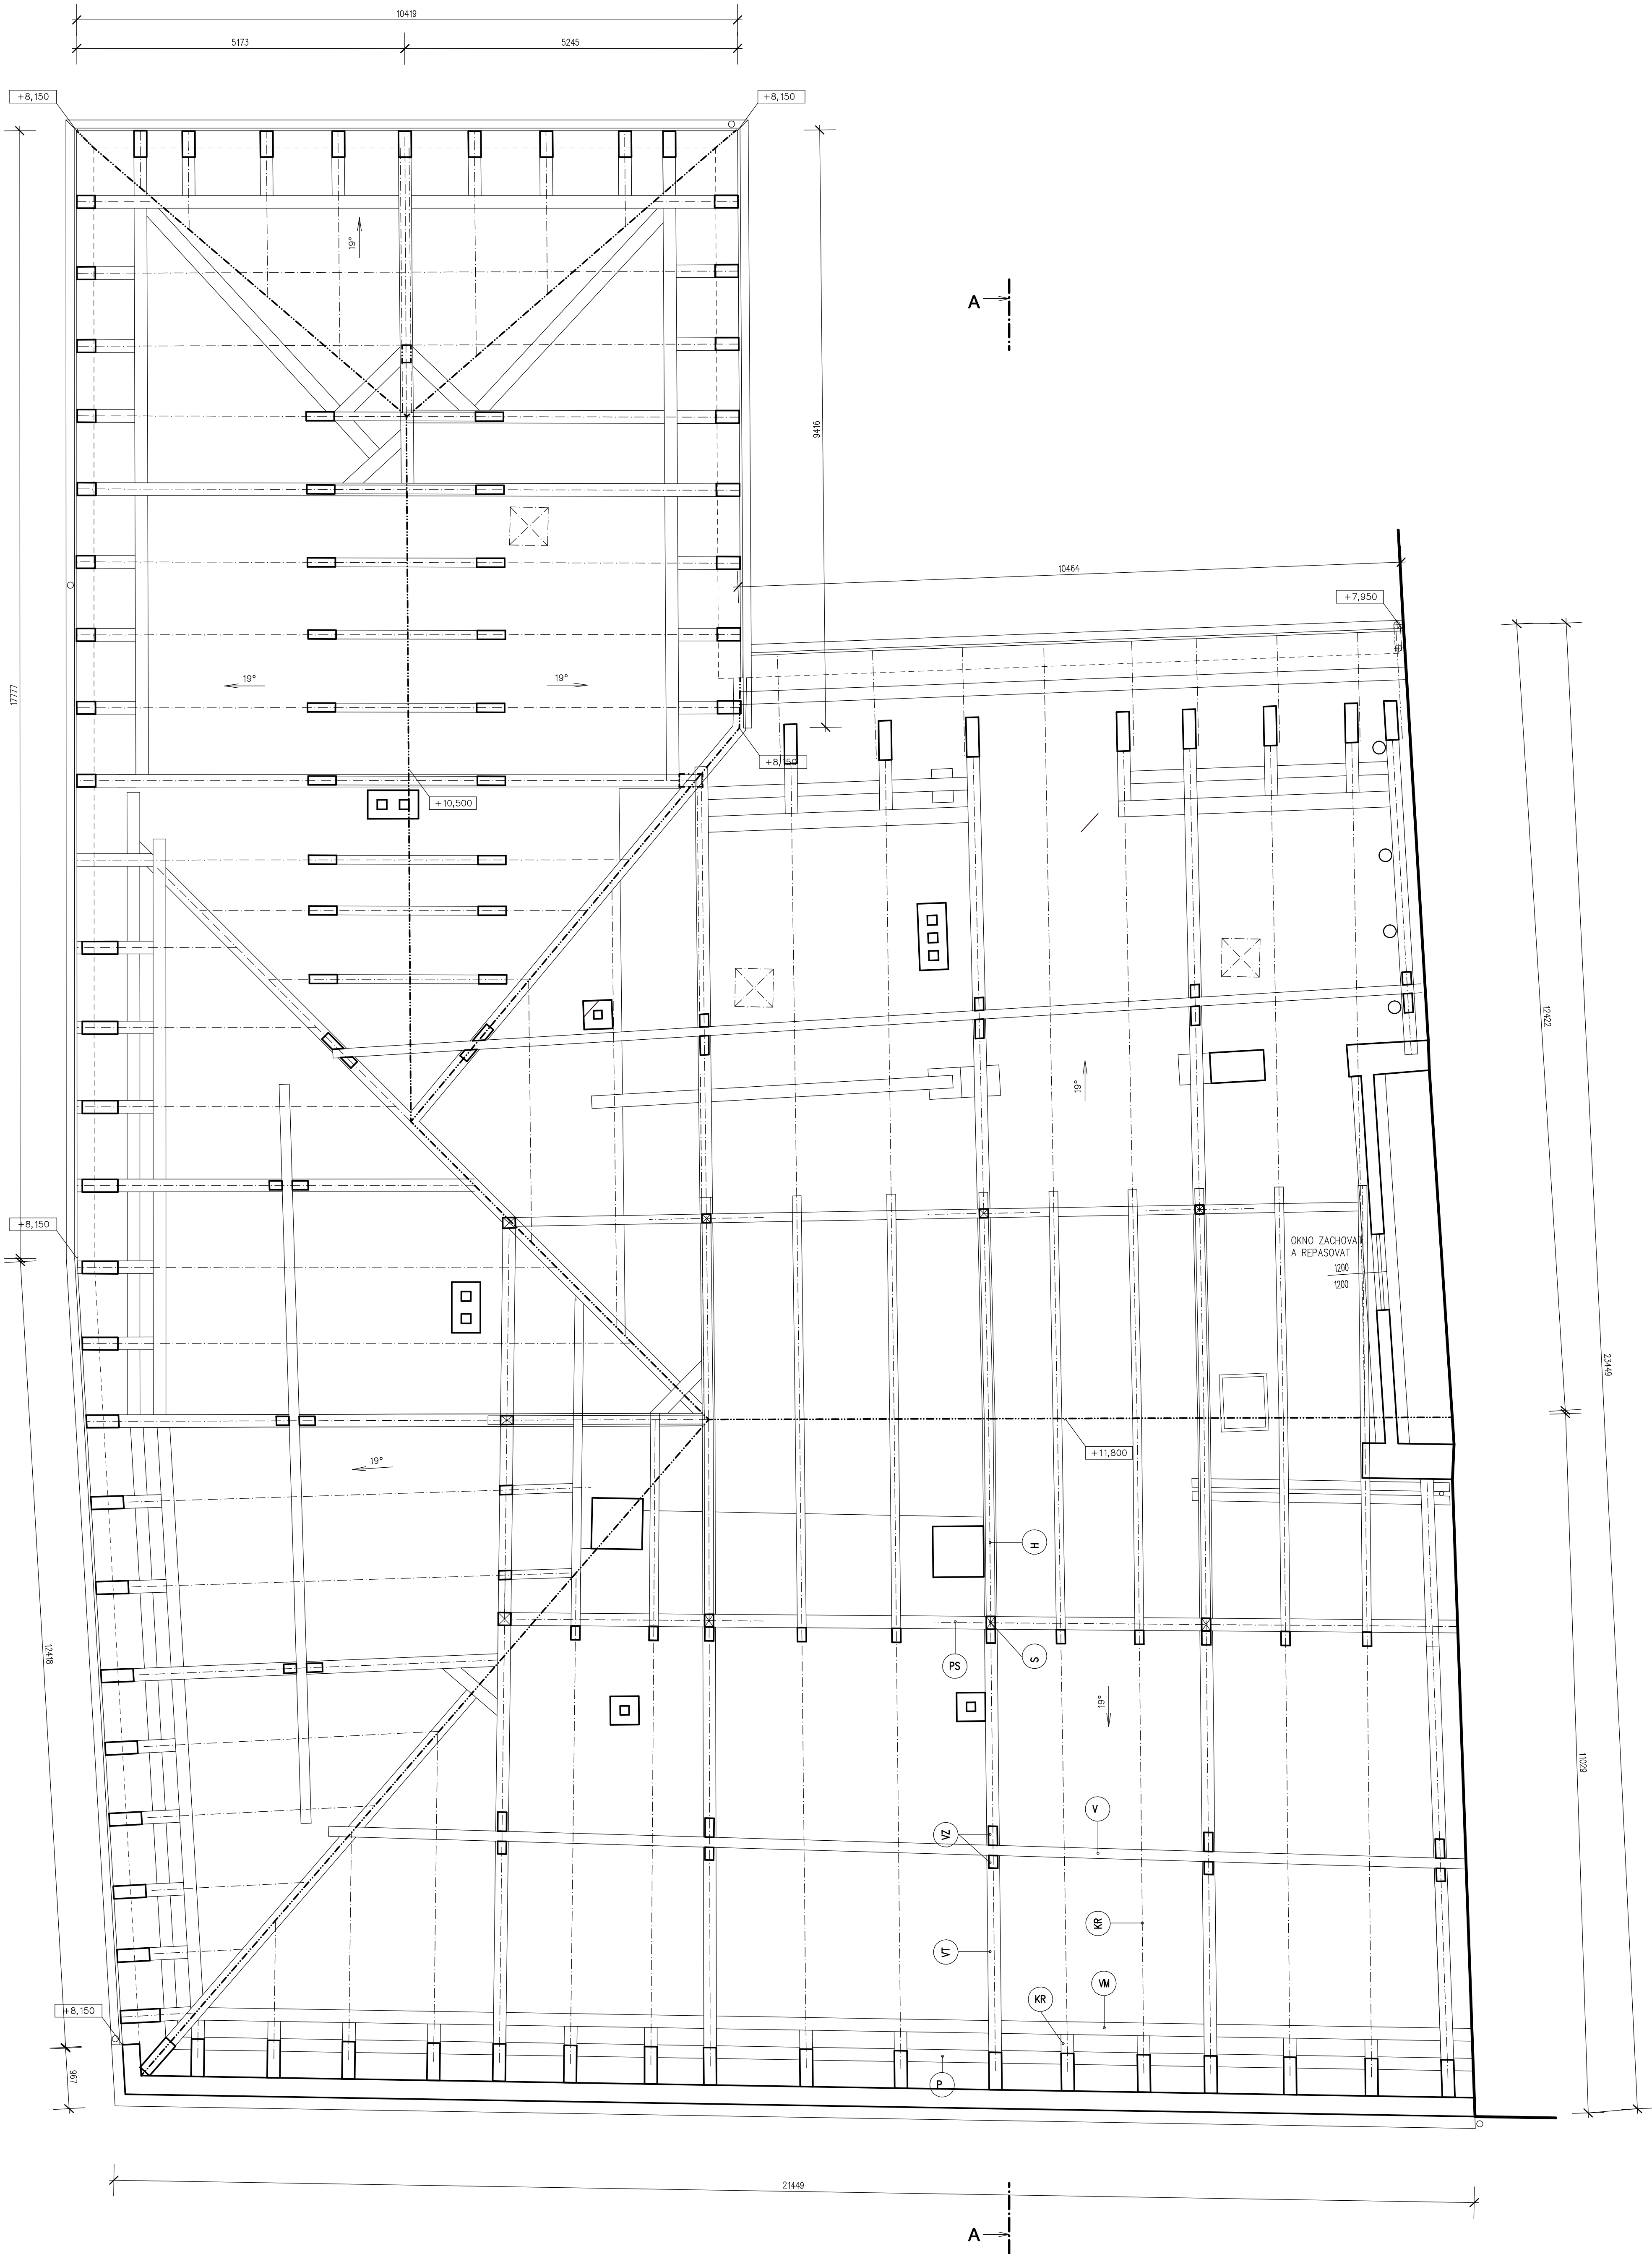 10419
5173
5245
+8,150
+8,150
19°
A
9416
10464
+7,950
17777
19°
19°
+8,150
+10,500
12422
19°
+8,150
OKNO ZACHOVAT
A REPASOVAT
1200
1200
23449
+11,800
19°
H
12418
PS
S
19°
11029
V
VZ
KR
VT
VM
KR
+8,150
P
967
21449
A